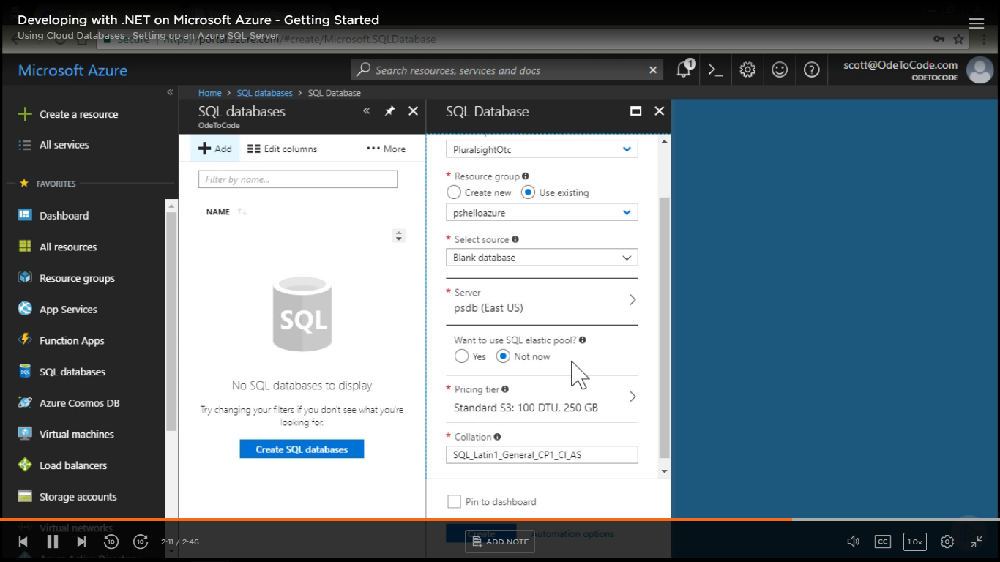 Developing with .NET on Microsoft Azure - Getting Started
Using Cloud Databases : Setting up an Azure SQL Server
Secure https://portal.azure.com/#create/Microsoft.SQLDatabase
Microsoft Azure
Search resources, services and docs
1
scott@OdeToCode.com
ODETOCODE
Create a resource
All services
FAVORITES
Dashboard
All resources
Resource groups
App Services
Function Apps
SQL databases
Azure Cosmos DB
Virtual machines
Load balancers
Storage accounts
Virtual networks
Azure Active Directory
Home > SQL databases > SQL Database
SQL databases
OdeToCode
Add
Edit columns
More
Filter by name...
NAME
SQL
No SQL databases to display
Try changing your filters if you don't see what you're
looking for.
Create SQL databases
SQL Database
PluralsightOtc
* Resource group
Create new
Use existing
pshelloazure
* Select source
Blank database
* Server
psdb (East US)
Want to use SQL elastic pool?
Yes
Not now
* Pricing tier
Standard S3: 100 DTU, 250 GB
* Collation
SQL_Latin1_General_CP1_CI_AS
Pin to dashboard
Create
Automation options
10
10
2:11 / 2:46
ADD NOTE
CC
1.0x